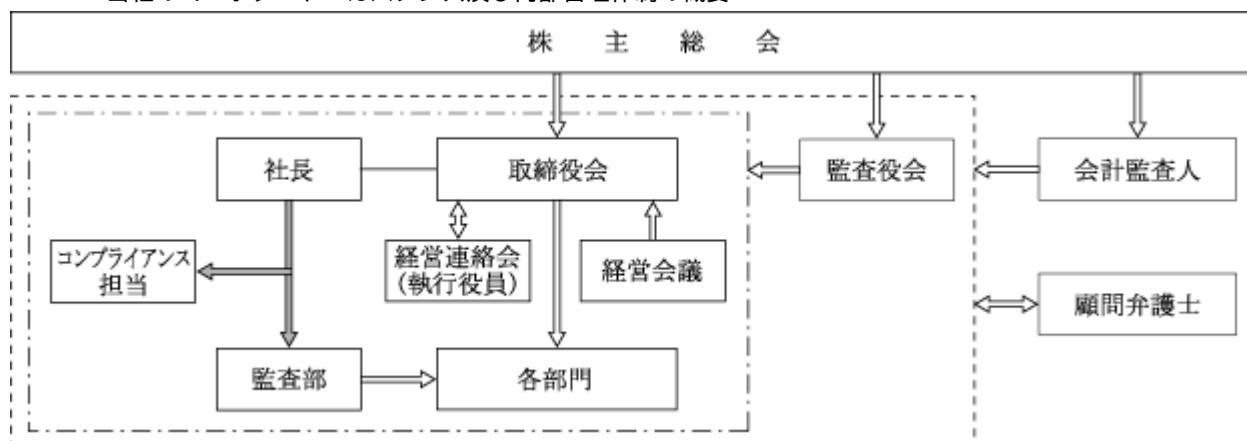 株主総会
社長
取締役会
監査役会
会計監査人
コンプライアンス
担当
経営連絡会
(執行役員)
経営会議
顧問弁護士
監査部
各部門